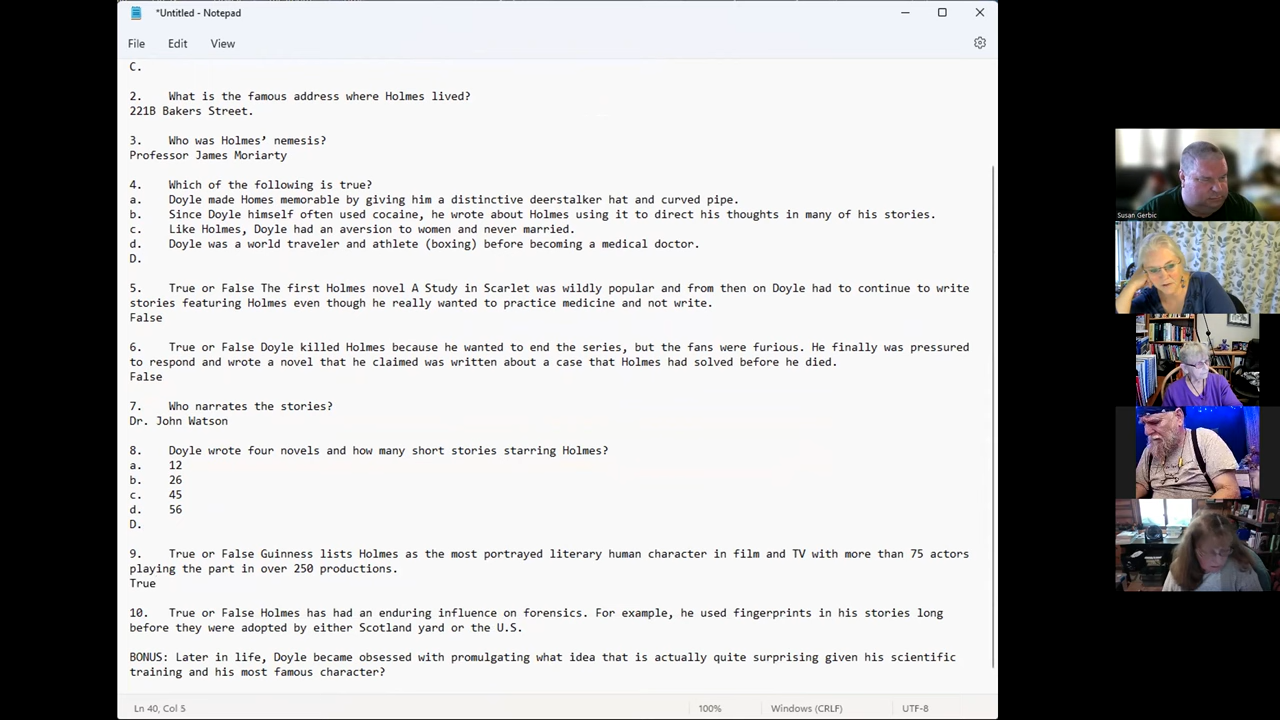 *Untitled - Notepad
File Edit View
C.
2. What is the famous address where Holmes lived?
221B Bakers Street.
3. Who was Holmes’ nemesis?
Professor James Moriarty
4. Which of the following is true?
a. Doyle made Homes memorable by giving him a distinctive deerstalker hat and curved pipe.
b. Since Doyle himself often used cocaine, he wrote about Holmes using it to direct his thoughts in many of his stories.
c. Like Holmes, Doyle had an aversion to women and never married.
d. Doyle was a world traveler and athlete (boxing) before becoming a medical doctor.
D.
5. True or False The first Holmes novel A Study in Scarlet was wildly popular and from then on Doyle had to continue to write
stories featuring Holmes even though he really wanted to practice medicine and not write.
False
6. True or False Doyle killed Holmes because he wanted to end the series, but the fans were furious. He finally was pressured
to respond and wrote a novel that he claimed was written about a case that Holmes had solved before he died.
False
7. Who narrates the stories?
Dr. John Watson
8. Doyle wrote four novels and how many short stories starring Holmes?
a. 12
b. 26
c. 45
d. 56
D.
9. True or False Guinness lists Holmes as the most portrayed literary human character in film and TV with more than 75 actors
playing the part in over 250 productions.
True
10. True or False Holmes has had an enduring influence on forensics. For example, he used fingerprints in his stories long
before they were adopted by either Scotland yard or the U.S.
BONUS: Later in life, Doyle became obsessed with promulgating what idea that is actually quite surprising given his scientific
training and his most famous character?
Ln 40, Col 5 100% Windows (CRLF) UTF-8
Susan Gerbic